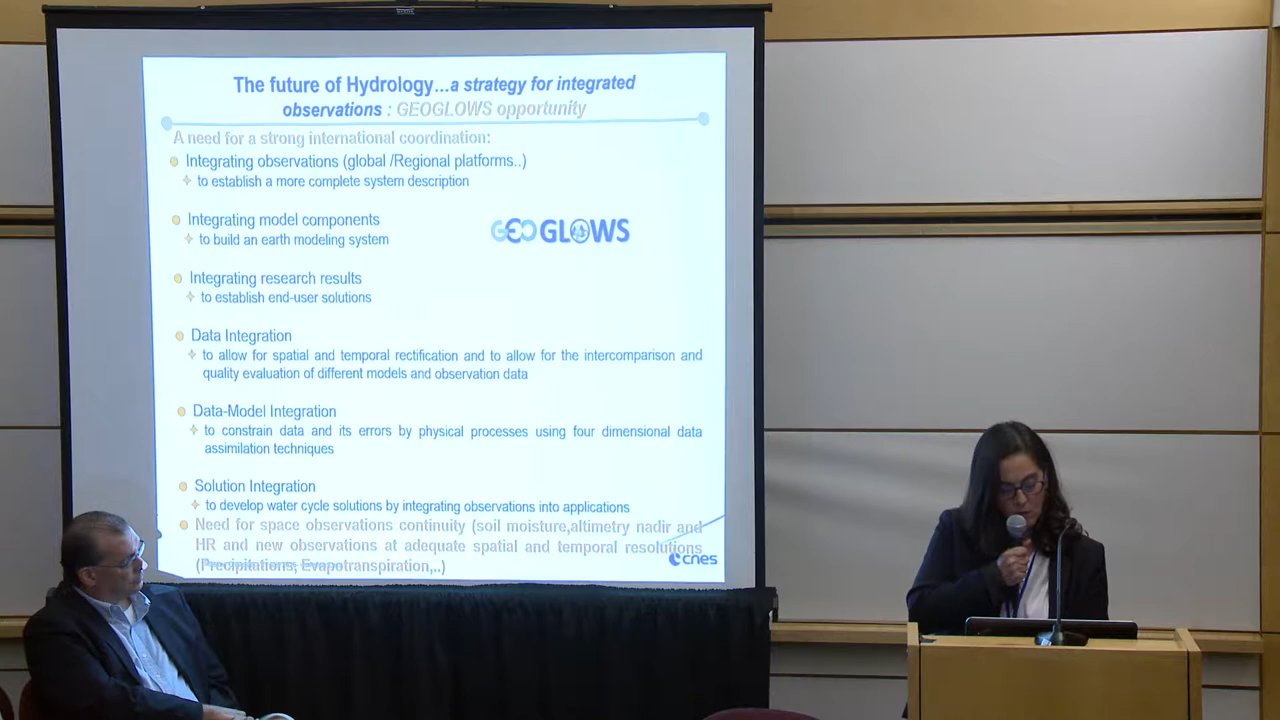 The future of Hydrology...a strategy for integrated
observations : GEOGLOWS opportunity
A need for a strong international coordination:
Integrating observations (global /Regional platforms..)
to establish a more complete system description
Integrating model components
to build an earth modeling system
GEOGLOWS
Integrating research results
to establish end-user solutions
Data Integration
to allow for spatial and temporal rectification and to allow for the intercomparison and
quality evaluation of different models and observation data
Data-Model Integration
to constrain data and its errors by physical processes using four dimensional data
assimilation techniques
Solution Integration
to develop water cycle solutions by integrating observations into applications
Need for space observations continuity (soil moisture,altimetry nadir and
HR and new observations at adequate spatial and temporal resolutions
(Precipitations, Evapotranspiration,..)
cnes